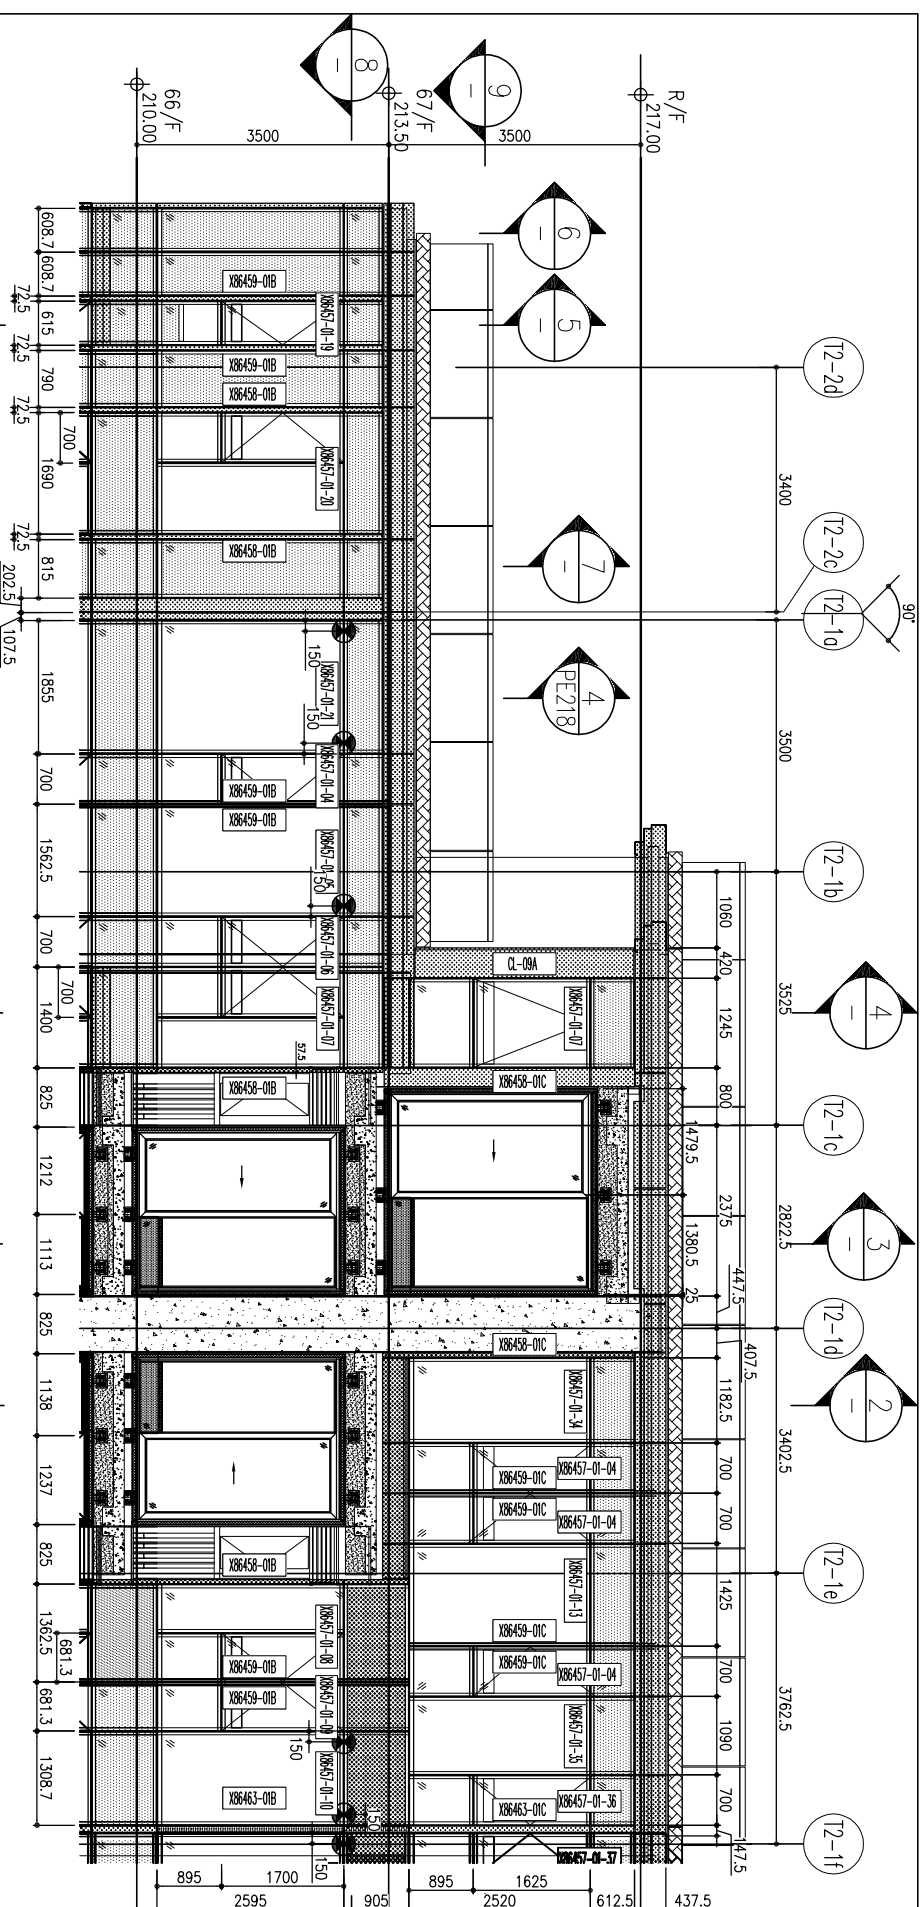 T2-2d
T2-2c
T2-1a
90°
T2-1b
4
–
T2-1c
3
–
T2-1d
2
–
T2-1e
T2-1f
3400
3500
3525
2822.5
3402.5
3762.5
447.5
407.5
1060
420
1245
800
2375
1182.5
700
700
1425
700
1090
700
147.5
1479.5
1380.5
25
R/F
217.00
67/F
213.50
66/F
210.00
3500
3500
9
–
8
–
6
–
5
–
7
–
4
PE218
CL-09A
X86457-01-07
X86458-01C
X86458-01C
X86457-01-34
X86457-01-04
X86459-01C
X86459-01C
X86457-01-04
X86457-01-13
X86459-01C
X86459-01C
X86457-01-04
X86457-01-35
X86457-01-36
X86463-01C
X86457-01-37
X86459-01B
X86457-01-19
X86459-01B
X86458-01B
X86457-01-20
X86458-01B
150
X86457-01-21
150
X86457-01-04
X86459-01B
X86459-01B
X86457-01-05
150
X86457-01-06
X86457-01-07
57.5
X86458-01B
X86458-01B
X86457-01-08
X86459-01B
X86459-01B
X86457-01-09
150
X86457-01-10
X86463-01B
150
150
608.7
608.7
72.5
615
72.5
790
72.5
700
1690
72.5
815
202.5
107.5
1855
700
1562.5
700
700
1400
825
1212
1113
825
1138
1237
825
1362.5
681.3
681.3
1308.7
895
1700
2595
905
895
1625
2520
612.5
437.5